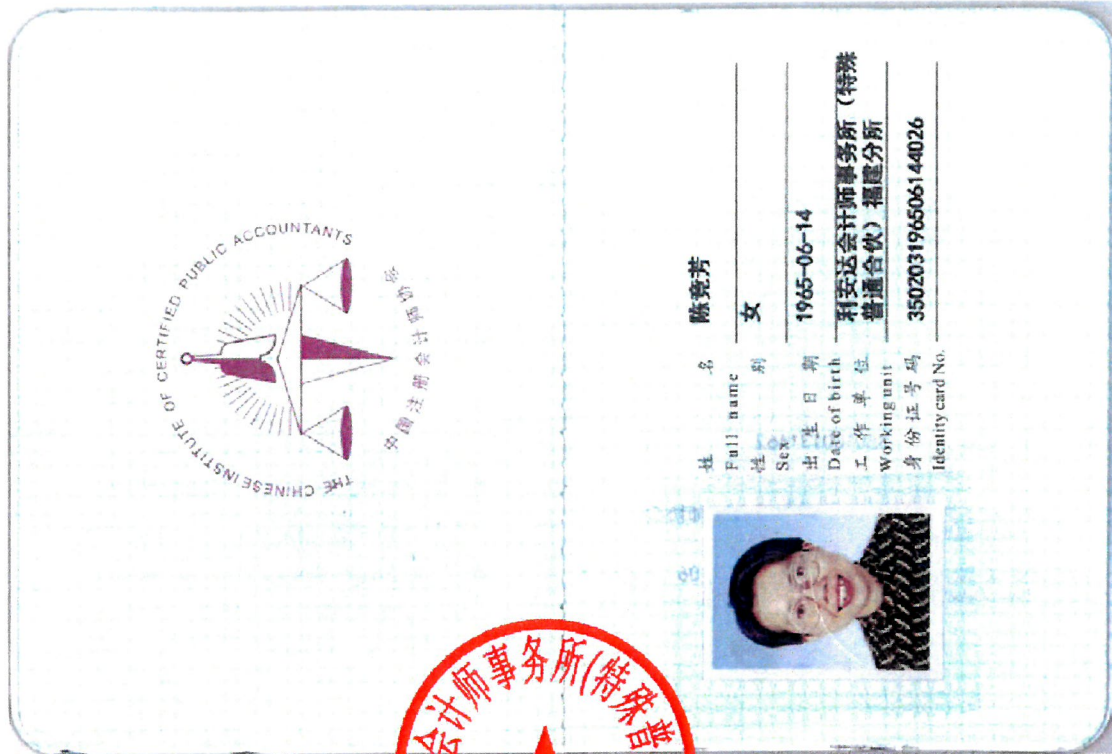 THE CHINESE INSTITUTE OF CERTIFIED PUBLIC ACCOUNTANTS
中国注册会计师协会
会计师事务所(特殊普
姓 名 陈竞芳
Full name
性 别 女
Sex
出 生 日 期 1965-06-14
Date of birth
工 作 单 位 利安达会计师事务所（特殊
普通合伙）福建分所
Working unit
身 份 证 号 码 350203196506144026
Identity card No.